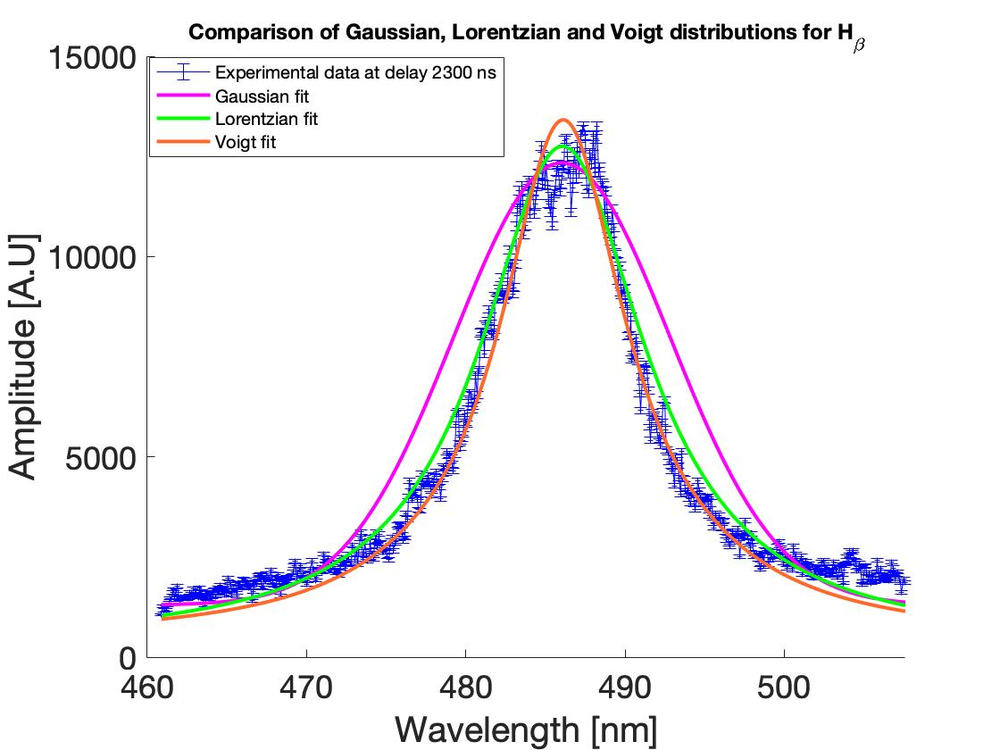 Comparison of Gaussian, Lorentzian and Voigt distributions for Hβ
15000
Experimental data at delay 2300 ns
Gaussian fit
Lorentzian fit
Voigt fit
10000
5000
0
Amplitude [A.U]
460 470 480 490 500
Wavelength [nm]